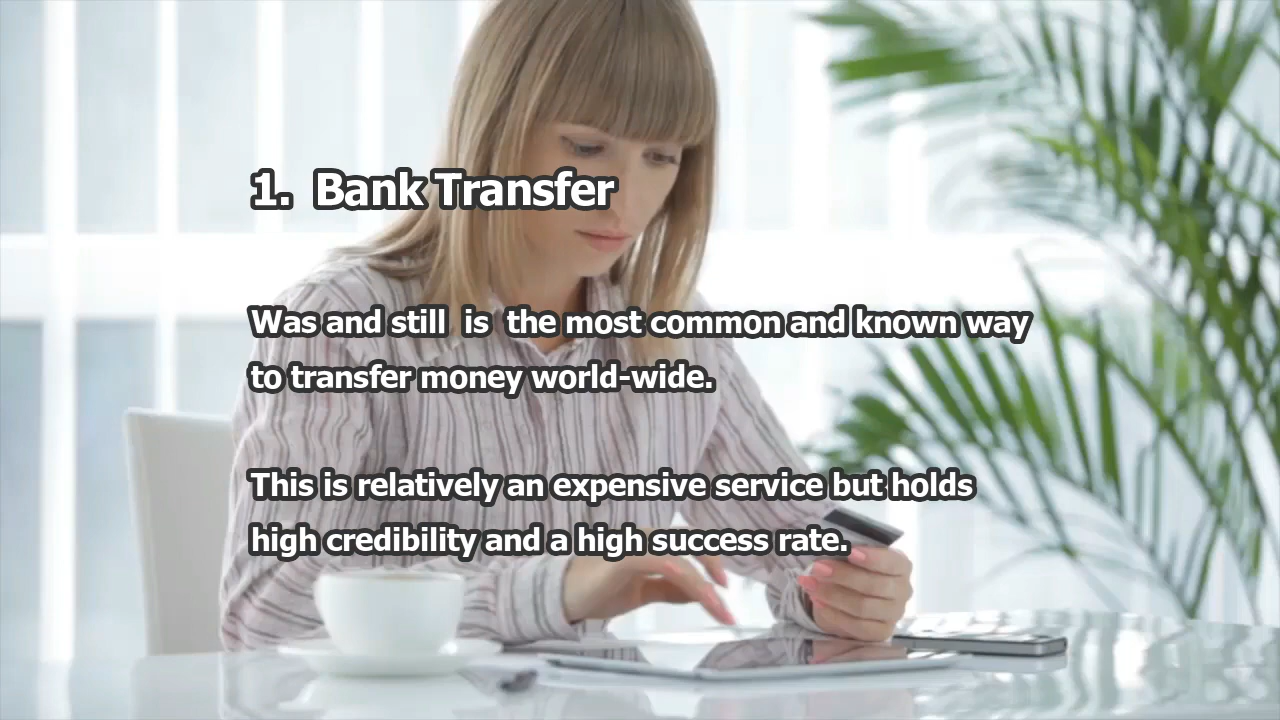 1. Bank Transfer
Was and still is the most common and known way
to transfer money world-wide.
This is relatively an expensive service but holds
high credibility and a high success rate.